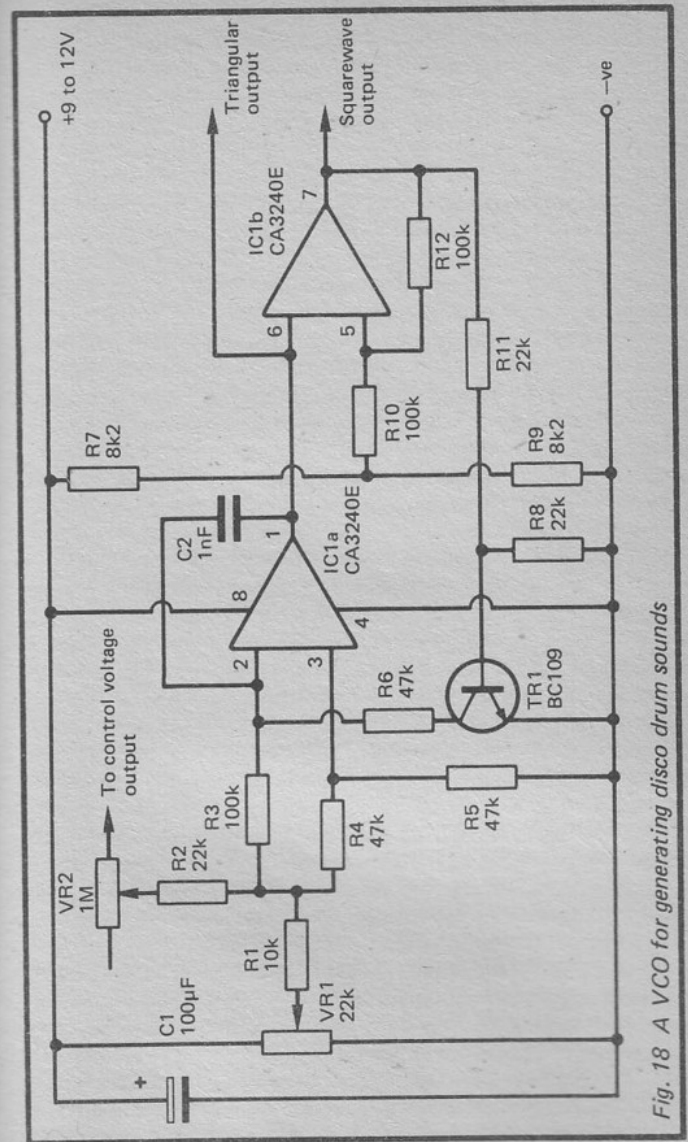 +9 to 12V
Triangular
output
Squarewave
output
–ve
IC1b
CA3240E
7
6
5
R12
100k
R11
22k
R10
100k
R7
8k2
R9
8k2
R8
22k
C2
1nF
1
IC1a
CA3240E
8
4
2
3
R6
47k
TR1
BC109
To control voltage
output
VR2
1M
R2
22k
R3
100k
R4
47k
R5
47k
R1
10k
VR1
22k
C1
100µF
+
Fig. 18 A VCO for generating disco drum sounds